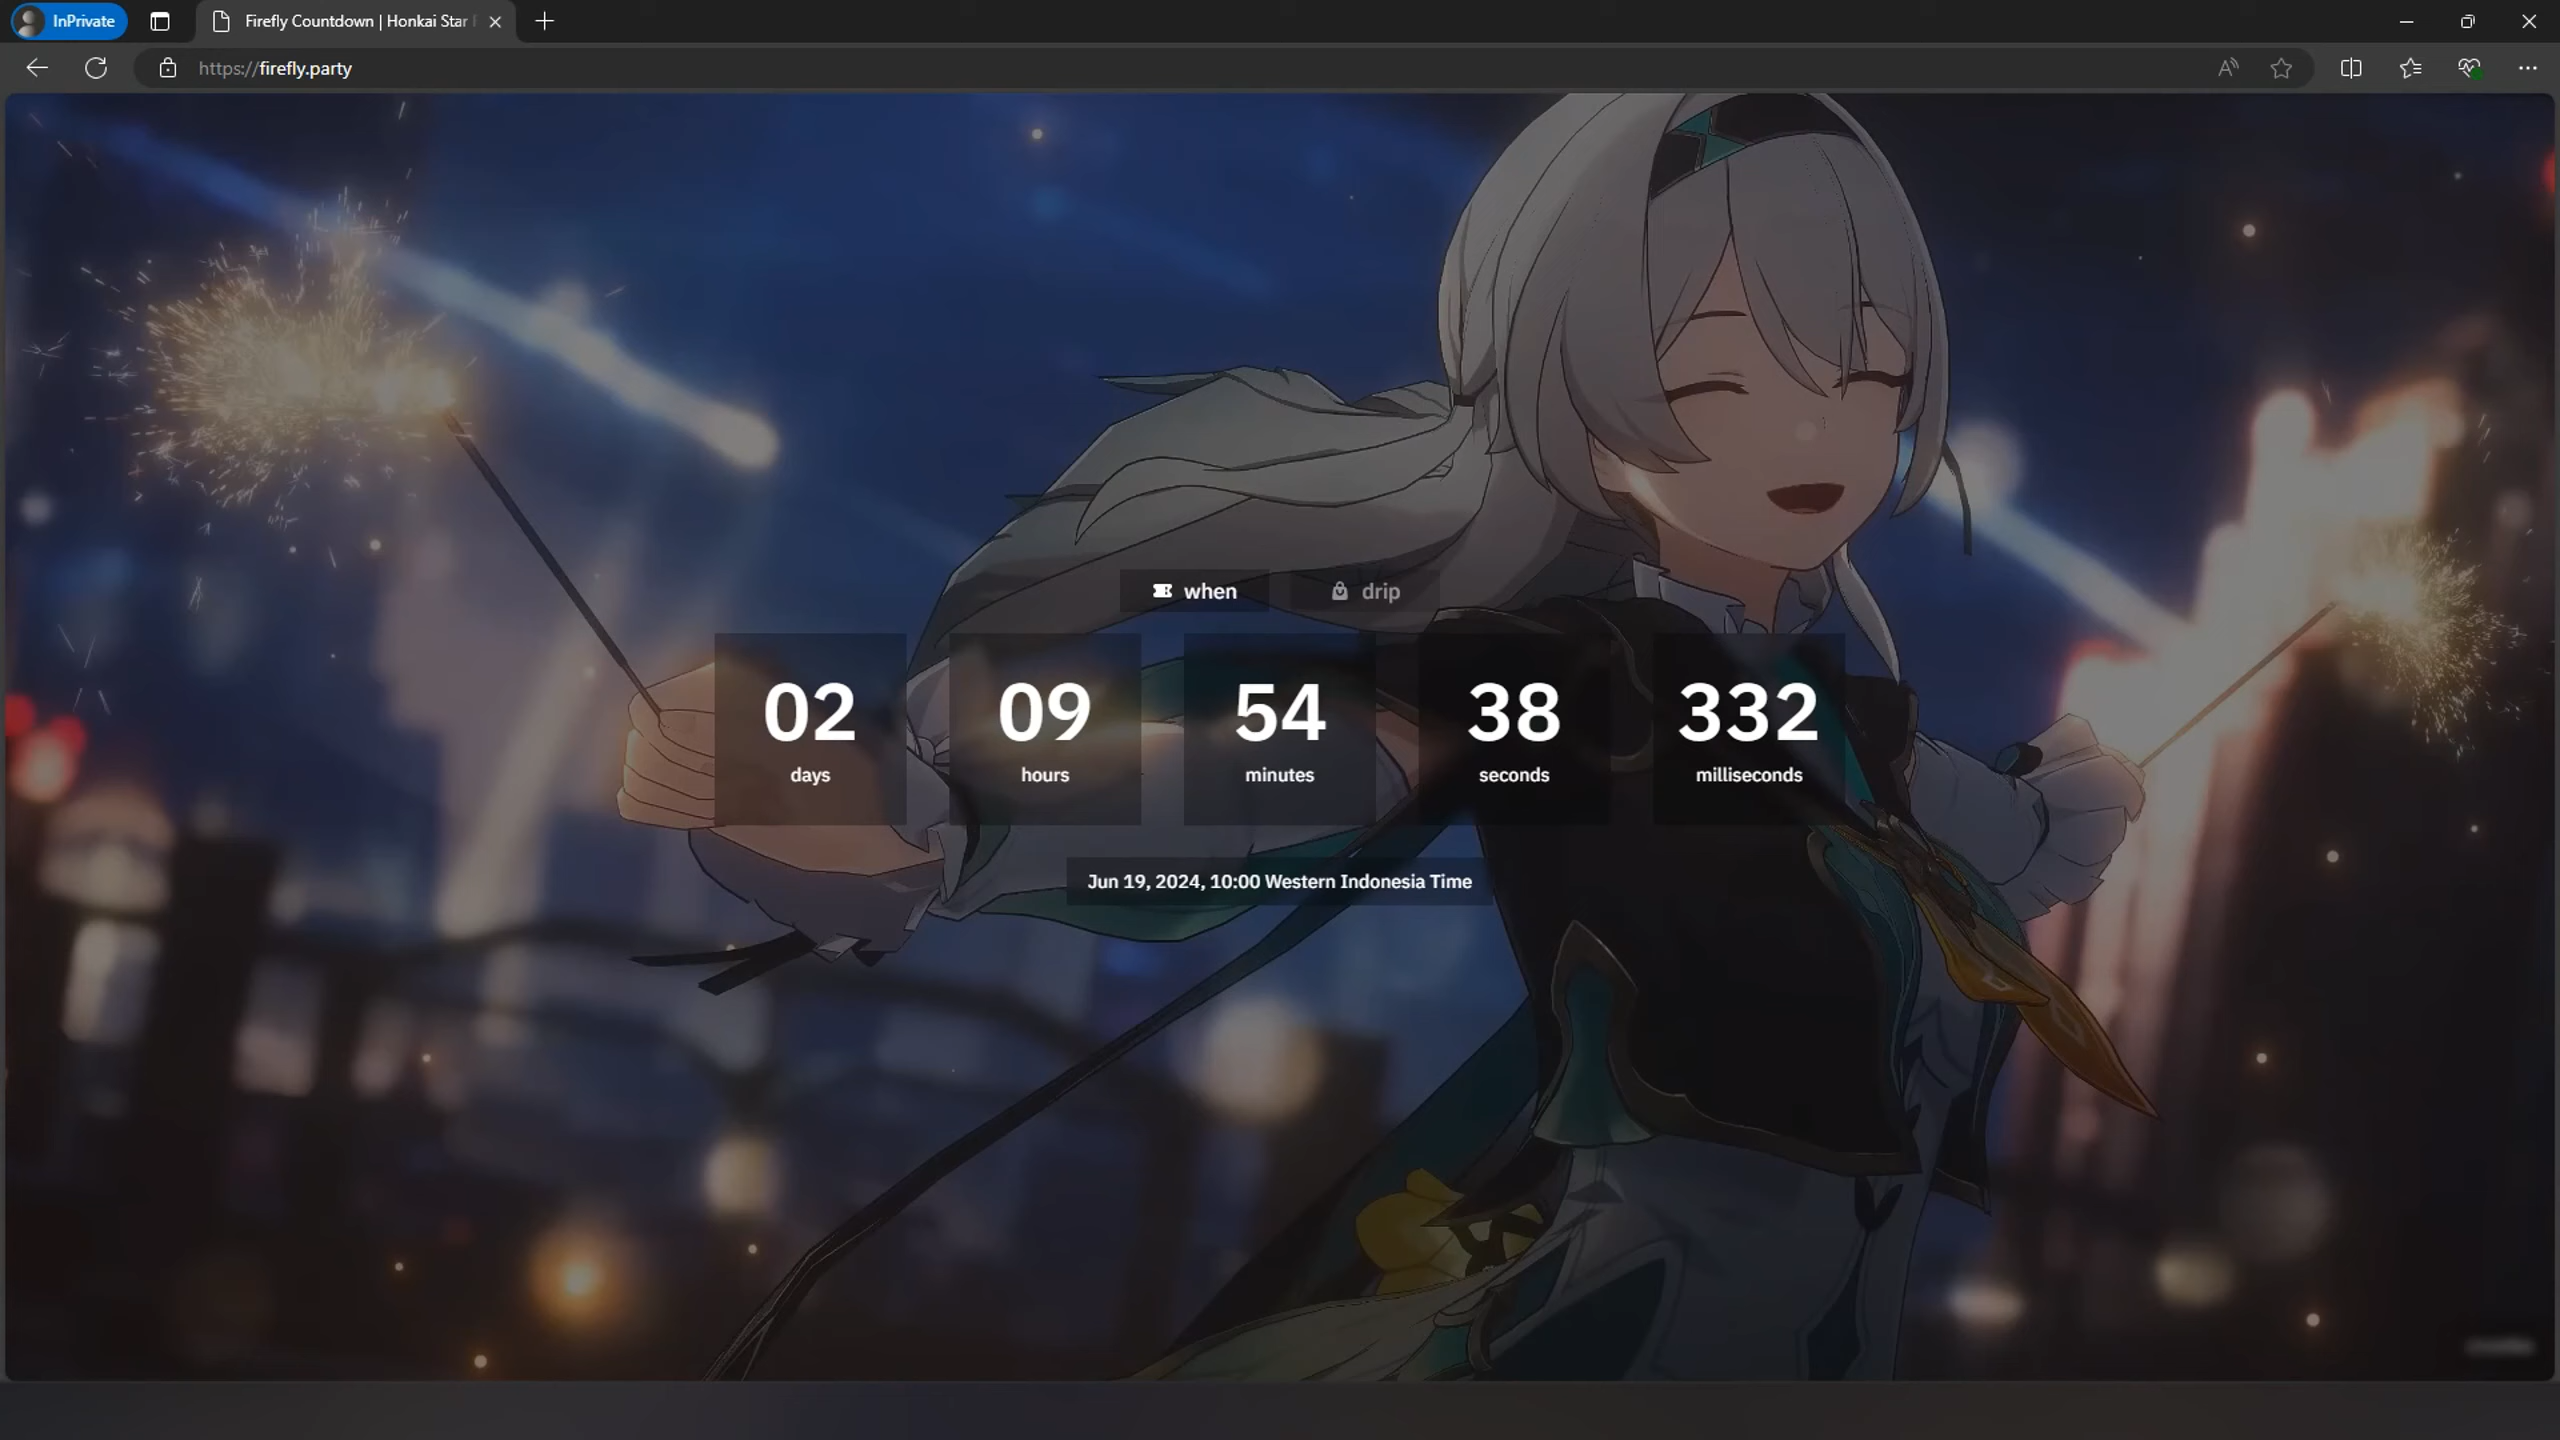 InPrivate
Firefly Countdown | Honkai Star
https://firefly.party
when
drip
02
days
09
hours
54
minutes
38
seconds
332
milliseconds
Jun 19, 2024, 10:00 Western Indonesia Time